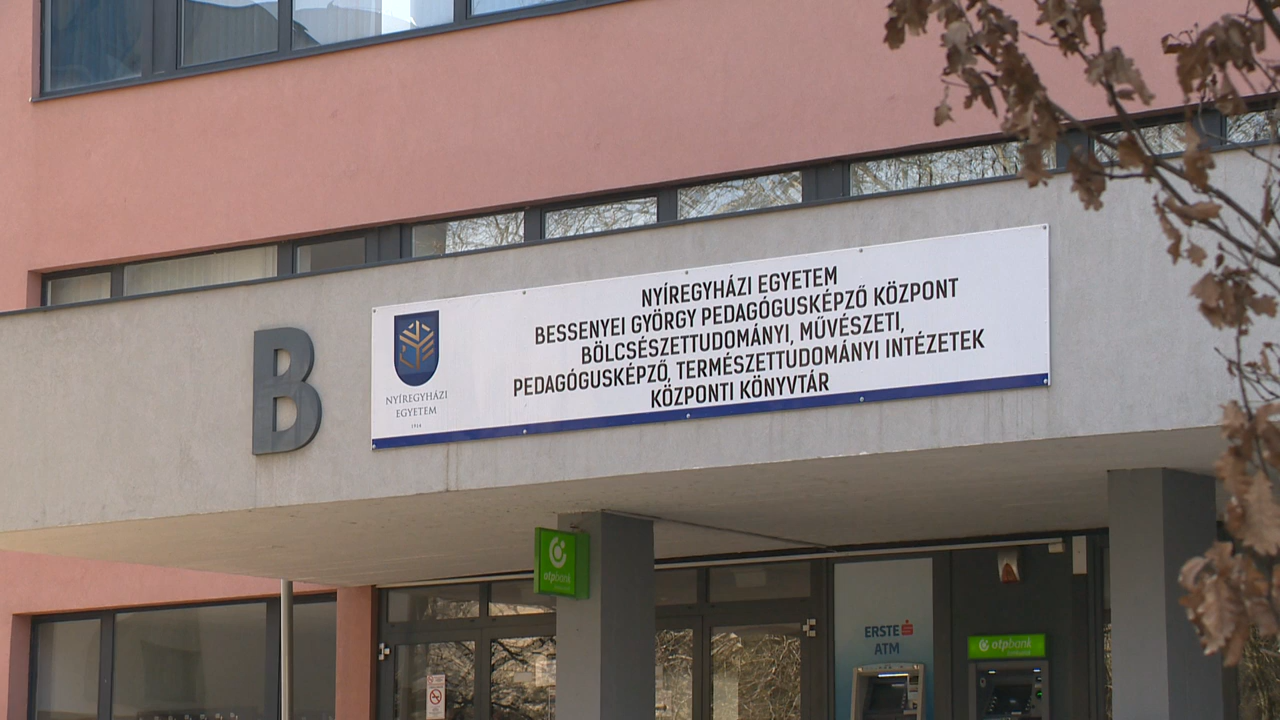 NYÍREGYHÁZI EGYETEM
BESSENYEI GYÖRGY PEDAGÓGUSKÉPZŐ KÖZPONT
BÖLCSÉSZETTUDOMÁNYI, MŰVÉSZETI,
PEDAGÓGUSKÉPZŐ, TERMÉSZETTUDOMÁNYI INTÉZETEK
KÖZPONTI KÖNYVTÁR
B
NYÍREGYHÁZI
EGYETEM
otpbank
ERSTE
ATM
otpbank